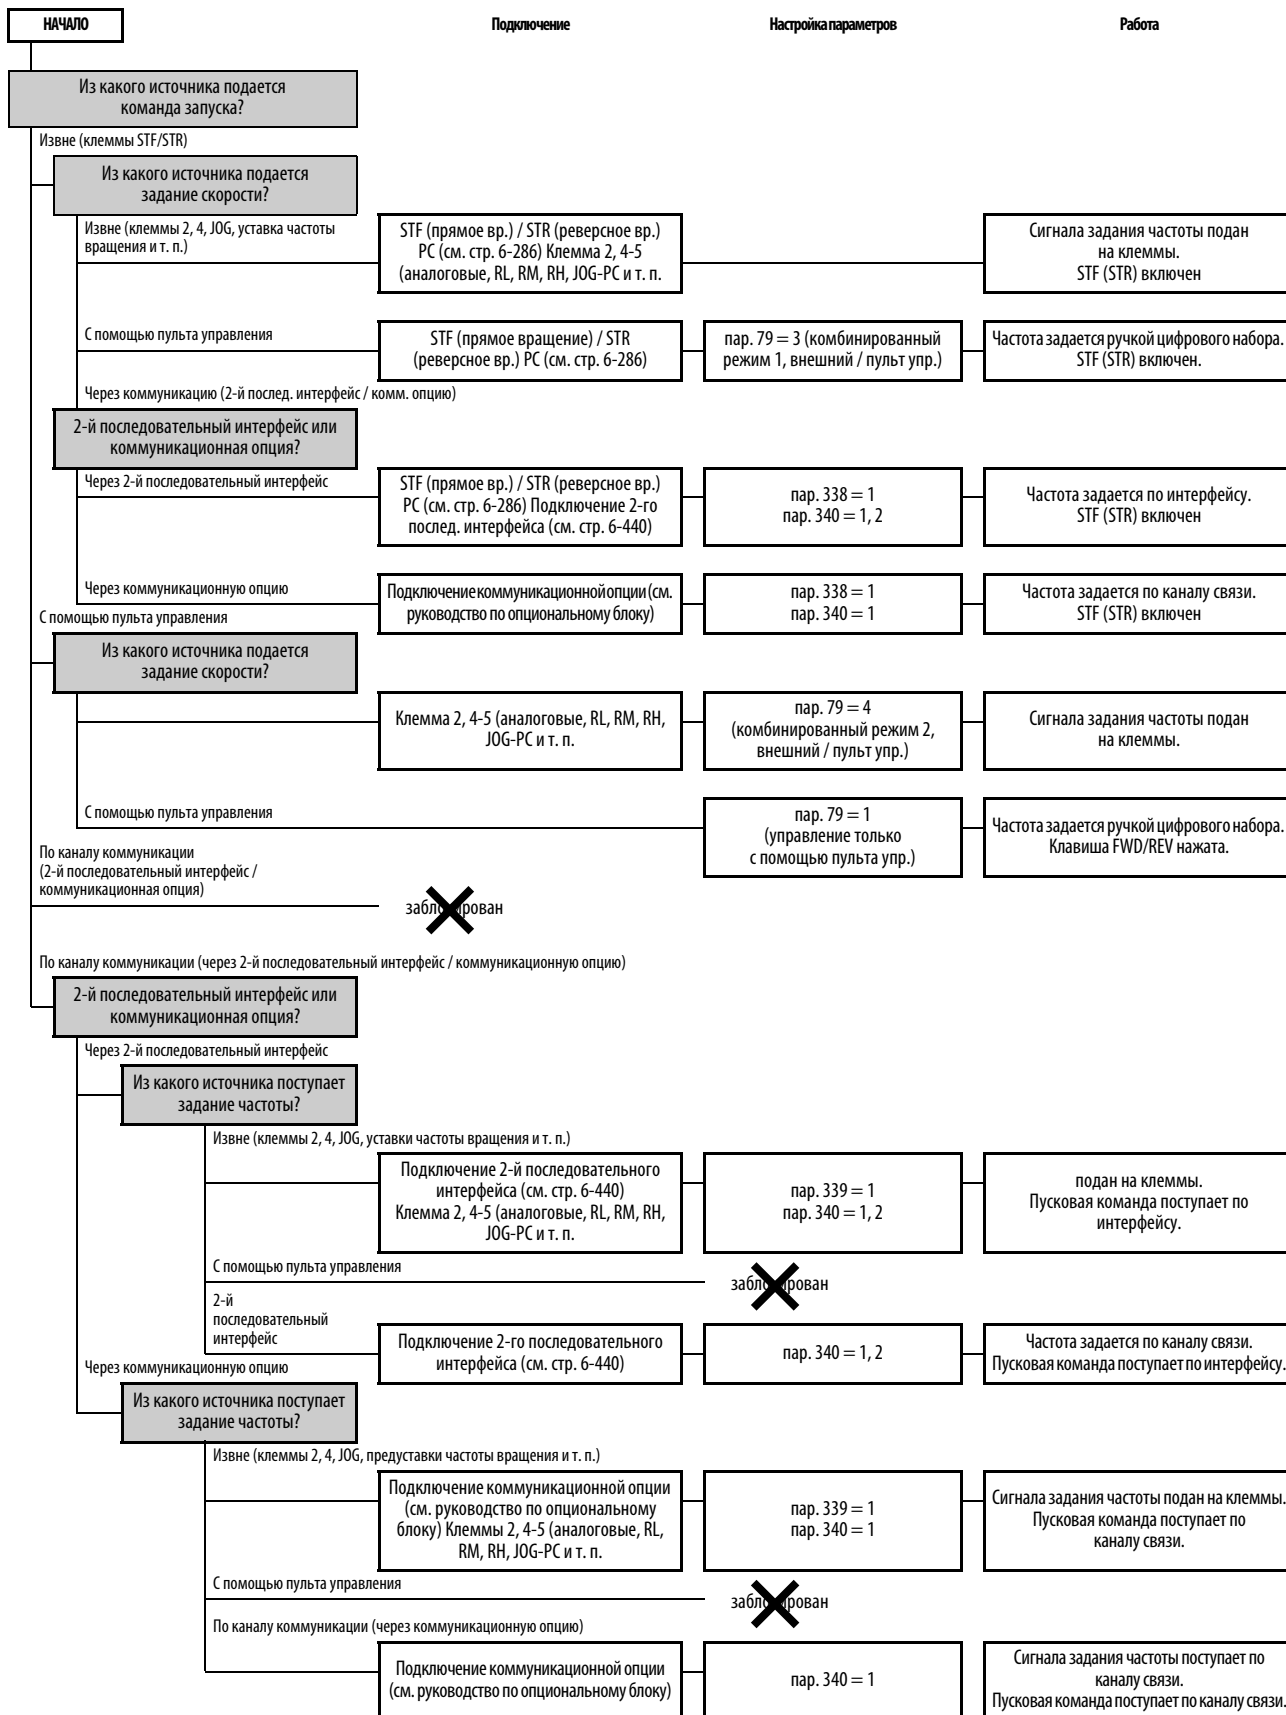 НАЧАЛО
Подключение
Настройка параметров
Работа
Из какого источника подается
команда запуска?
Извне (клеммы STF/STR)
Из какого источника подается
задание скорости?
Извне (клеммы 2, 4, JOG, уставка частоты
вращения и т. п.)
STF (прямое вр.) / STR (реверсное вр.)
PC (см. стр. 6-286) Клемма 2, 4-5
(аналоговые, RL, RM, RH, JOG-PC и т. п.
Сигнала задания частоты подан
на клеммы.
STF (STR) включен
С помощью пульта управления
STF (прямое вращение) / STR
(реверсное вр.) PC (см. стр. 6-286)
пар. 79 = 3 (комбинированный
режим 1, внешний / пульт упр.)
Частота задается ручкой цифрового набора.
STF (STR) включен.
Через коммуникацию (2-й послед. интерфейс / комм. опцию)
2-й последовательный интерфейс или
коммуникационная опция?
Через 2-й последовательный интерфейс
STF (прямое вр.) / STR (реверсное вр.)
PC (см. стр. 6-286) Подключение 2-го
послед. интерфейса (см. стр. 6-440)
пар. 338 = 1
пар. 340 = 1, 2
Частота задается по интерфейсу.
STF (STR) включен
Через коммуникационную опцию
Подключение коммуникационной опции (см.
руководство по опциональному блоку)
пар. 338 = 1
пар. 340 = 1
Частота задается по каналу связи.
STF (STR) включен
С помощью пульта управления
Из какого источника подается
задание скорости?
Клемма 2, 4-5 (аналоговые, RL, RM, RH,
JOG-PC и т. п.
пар. 79 = 4
(комбинированный режим 2,
внешний / пульт упр.)
Сигнала задания частоты подан
на клеммы.
С помощью пульта управления
пар. 79 = 1
(управление только
с помощью пульта упр.)
Частота задается ручкой цифрового набора.
Клавиша FWD/REV нажата.
По каналу коммуникации
(2-й последовательный интерфейс /
коммуникационная опция)
заблокирован
По каналу коммуникации (через 2-й последовательный интерфейс / коммуникационную опцию)
2-й последовательный интерфейс или
коммуникационная опция?
Через 2-й последовательный интерфейс
Из какого источника поступает
задание частоты?
Извне (клеммы 2, 4, JOG, уставки частоты вращения и т. п.)
Подключение 2-й последовательного
интерфейса (см. стр. 6-440)
Клемма 2, 4-5 (аналоговые, RL, RM, RH,
JOG-PC и т. п.
пар. 339 = 1
пар. 340 = 1, 2
подан на клеммы.
Пусковая команда поступает по
интерфейсу.
С помощью пульта управления
заблокирован
2-й
последовательный
интерфейс
Подключение 2-го последовательного
интерфейса (см. стр. 6-440)
пар. 340 = 1, 2
Частота задается по каналу связи.
Пусковая команда поступает по интерфейсу.
Через коммуникационную опцию
Из какого источника поступает
задание частоты?
Извне (клеммы 2, 4, JOG, предуставки частоты вращения и т. п.)
Подключение коммуникационной опции
(см. руководство по опциональному
блоку) Клеммы 2, 4-5 (аналоговые, RL,
RM, RH, JOG-PC и т. п.
пар. 339 = 1
пар. 340 = 1
Сигнала задания частоты подан на клеммы.
Пусковая команда поступает по
каналу связи.
С помощью пульта управления
заблокирован
По каналу коммуникации (через коммуникационную опцию)
Подключение коммуникационной опции
(см. руководство по опциональному блоку)
пар. 340 = 1
Сигнала задания частоты поступает по
каналу связи.
Пусковая команда поступает по каналу связи.